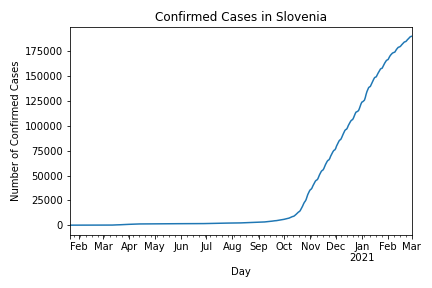 Confirmed Cases in Slovenia
Number of Confirmed Cases
175000
150000
125000
100000
75000
50000
25000
0
Feb Mar Apr May Jun Jul Aug Sep Oct Nov Dec Jan Feb Mar
2021
Day